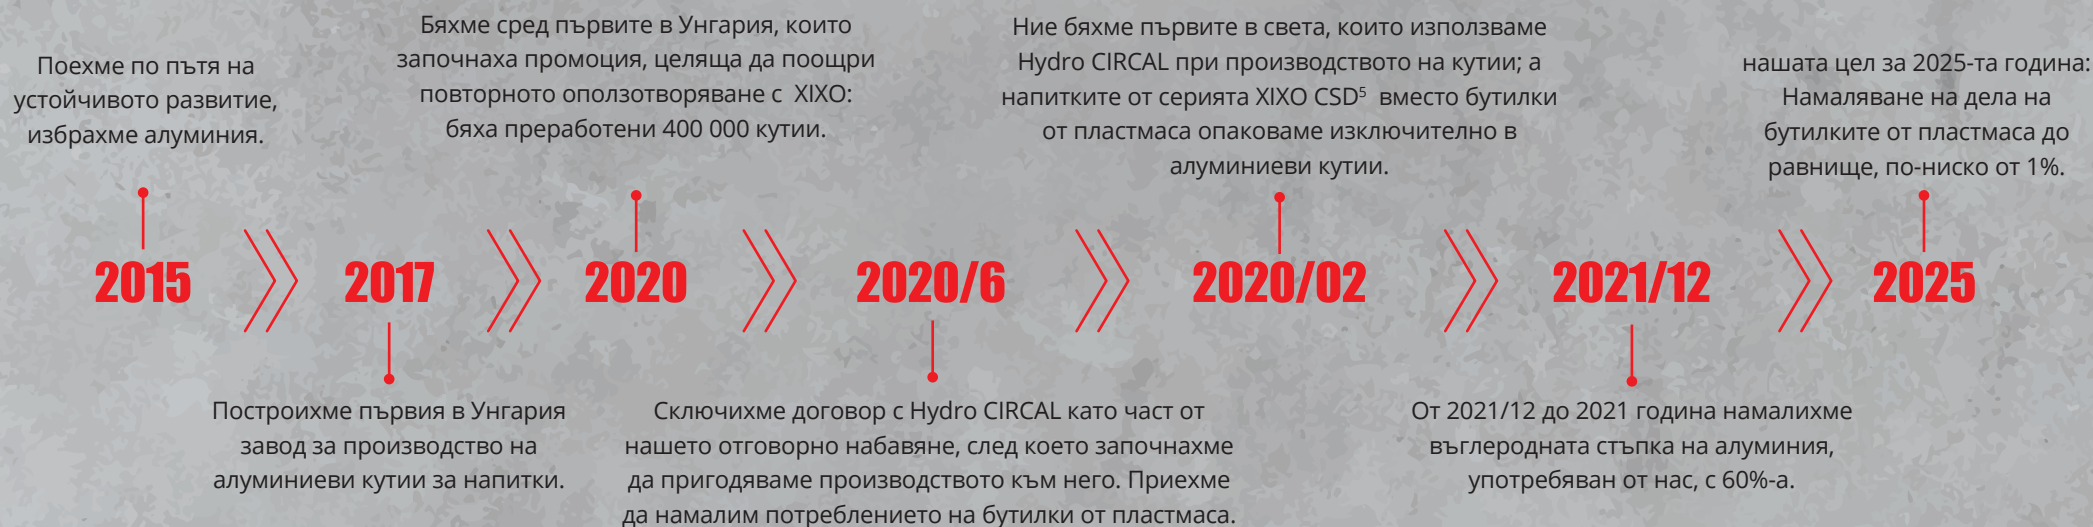 Поехме по пътя на
устойчивото развитие,
избрахме алуминия.
2015
2017
Построихме първия в Унгария
завод за производство на
алуминиеви кутии за напитки.
Бяхме сред първите в Унгария, които
започнаха промоция, целяща да поощри
повторното оползотворяване с XIXO:
бяха преработени 400 000 кутии.
2020
2020/6
Сключихме договор с Hydro CIRCAL като част от
нашето отговорно набавяне, след което започнахме
да пригодяваме производството към него. Приехме
да намалим потреблението на бутилки от пластмаса.
Ние бяхме първите в света, които използваме
Hydro CIRCAL при производството на кутии; а
напитките от серията XIXO CSD⁵ вместо бутилки
от пластмаса опаковаме изключително в
алуминиеви кутии.
2020/02
2021/12
От 2021/12 до 2021 година намалихме
въглеродната стъпка на алуминия,
употребяван от нас, с 60%-а.
нашата цел за 2025-та година:
Намаляване на дела на
бутилките от пластмаса до
равнище, по-ниско от 1%.
2025